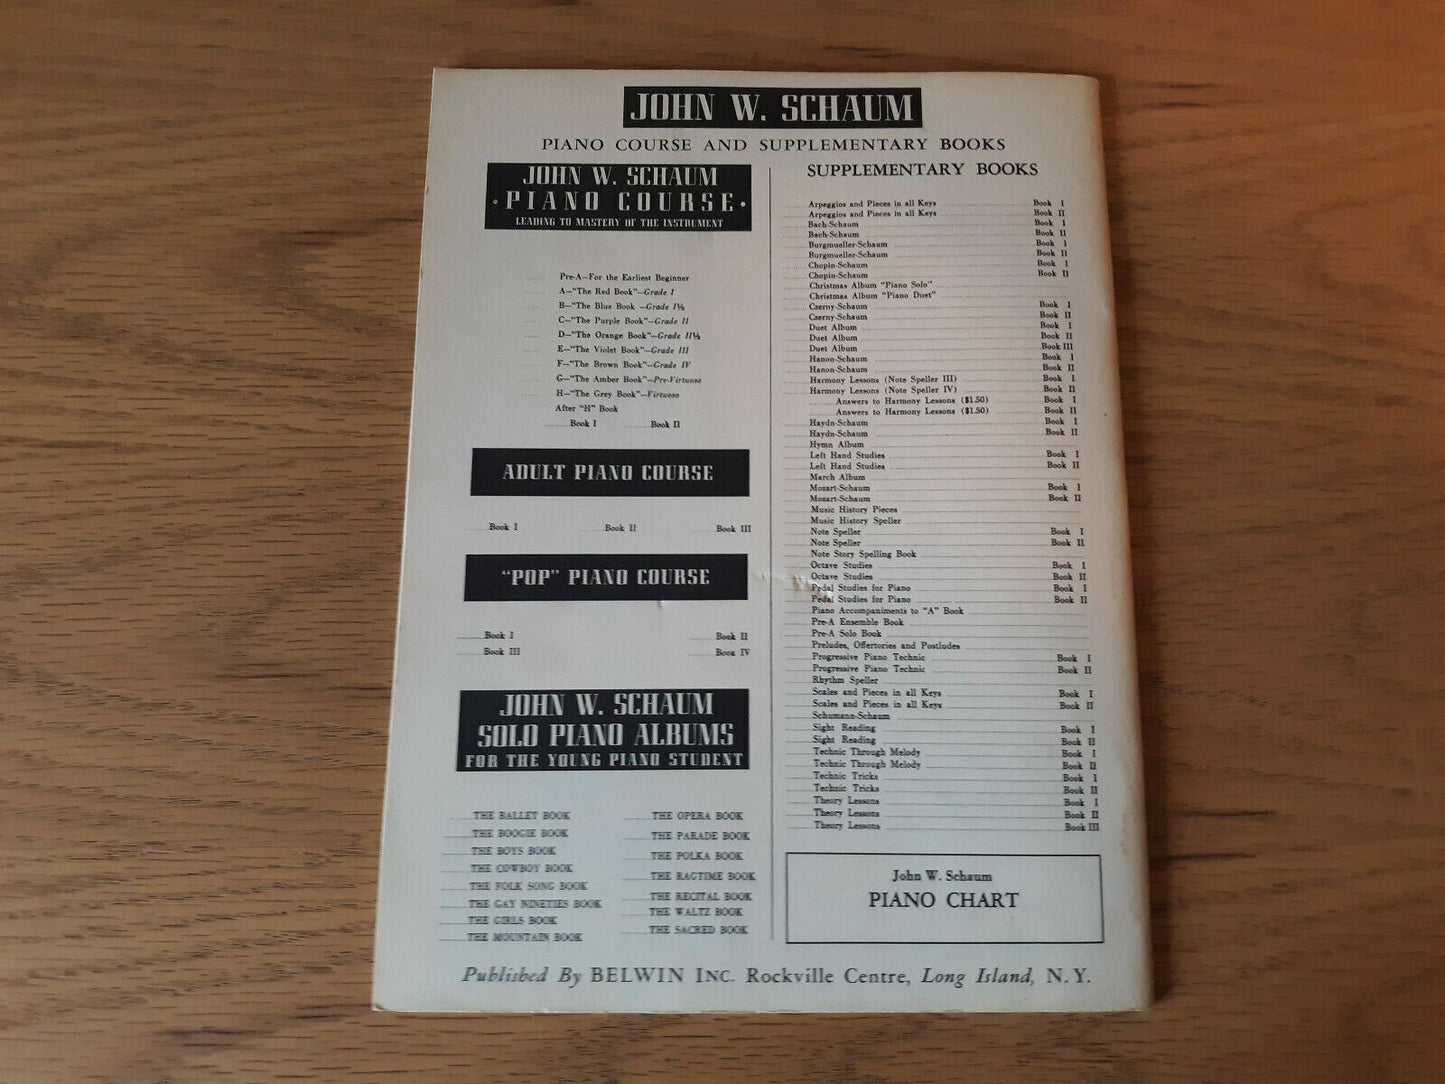 JOHN W. SCHAUM
PIANO COURSE AND SUPPLEMENTARY BOOKS
JOHN W. SCHAUM
· PIANO COURSE ·
LEADING TO MASTERY OF THE INSTRUMENT
Pre-A—For the Earliest Beginner
A—"The Red Book"—Grade I
B—"The Blue Book —Grade I½
C—"The Purple Book"—Grade II
D—"The Orange Book"—Grade II½
E—"The Violet Book"—Grade III
F—"The Brown Book"—Grade IV
G—"The Amber Book"—Pre-Virtuoso
H—"The Grey Book"—Virtuoso
After "H" Book
Book I Book II
ADULT PIANO COURSE
Book I Book II Book III
"POP" PIANO COURSE
Book I Book II
Book III Book IV
JOHN W. SCHAUM
SOLO PIANO ALBUMS
FOR THE YOUNG PIANO STUDENT
THE BALLET BOOK
THE BOOGIE BOOK
THE BOYS BOOK
THE COWBOY BOOK
THE FOLK SONG BOOK
THE GAY NINETIES BOOK
THE GIRLS BOOK
THE MOUNTAIN BOOK
THE OPERA BOOK
THE PARADE BOOK
THE POLKA BOOK
THE RAGTIME BOOK
THE RECITAL BOOK
THE WALTZ BOOK
THE SACRED BOOK
SUPPLEMENTARY BOOKS
Arpeggios and Pieces in all Keys Book I
Arpeggios and Pieces in all Keys Book II
Bach-Schaum Book I
Bach-Schaum Book II
Burgmueller-Schaum Book I
Burgmueller-Schaum Book II
Chopin-Schaum Book I
Chopin-Schaum Book II
Christmas Album "Piano Solo"
Christmas Album "Piano Duet"
Czerny-Schaum Book I
Czerny-Schaum Book II
Duet Album Book I
Duet Album Book II
Duet Album Book III
Hanon-Schaum Book I
Hanon-Schaum Book II
Harmony Lessons (Note Speller III) Book I
Harmony Lessons (Note Speller IV) Book II
Answers to Harmony Lessons ($1.50) Book I
Answers to Harmony Lessons ($1.50) Book II
Haydn-Schaum Book I
Haydn-Schaum Book II
Hymn Album
Left Hand Studies Book I
Left Hand Studies Book II
March Album
Mozart-Schaum Book I
Mozart-Schaum Book II
Music History Pieces
Music History Speller
Note Speller Book I
Note Speller Book II
Note Story Spelling Book
Octave Studies Book I
Octave Studies Book II
Pedal Studies for Piano Book I
Pedal Studies for Piano Book II
Piano Accompaniments to "A" Book
Pre-A Ensemble Book
Pre-A Solo Book
Preludes, Offertories and Postludes
Progressive Piano Technic Book I
Progressive Piano Technic Book II
Rhythm Speller
Scales and Pieces in all Keys Book I
Scales and Pieces in all Keys Book II
Schumann-Schaum
Sight Reading Book I
Sight Reading Book II
Technic Through Melody Book I
Technic Through Melody Book II
Technic Tricks Book I
Technic Tricks Book II
Theory Lessons Book I
Theory Lessons Book II
Theory Lessons Book III
John W. Schaum
PIANO CHART
Published By BELWIN INC. Rockville Centre, Long Island, N. Y.